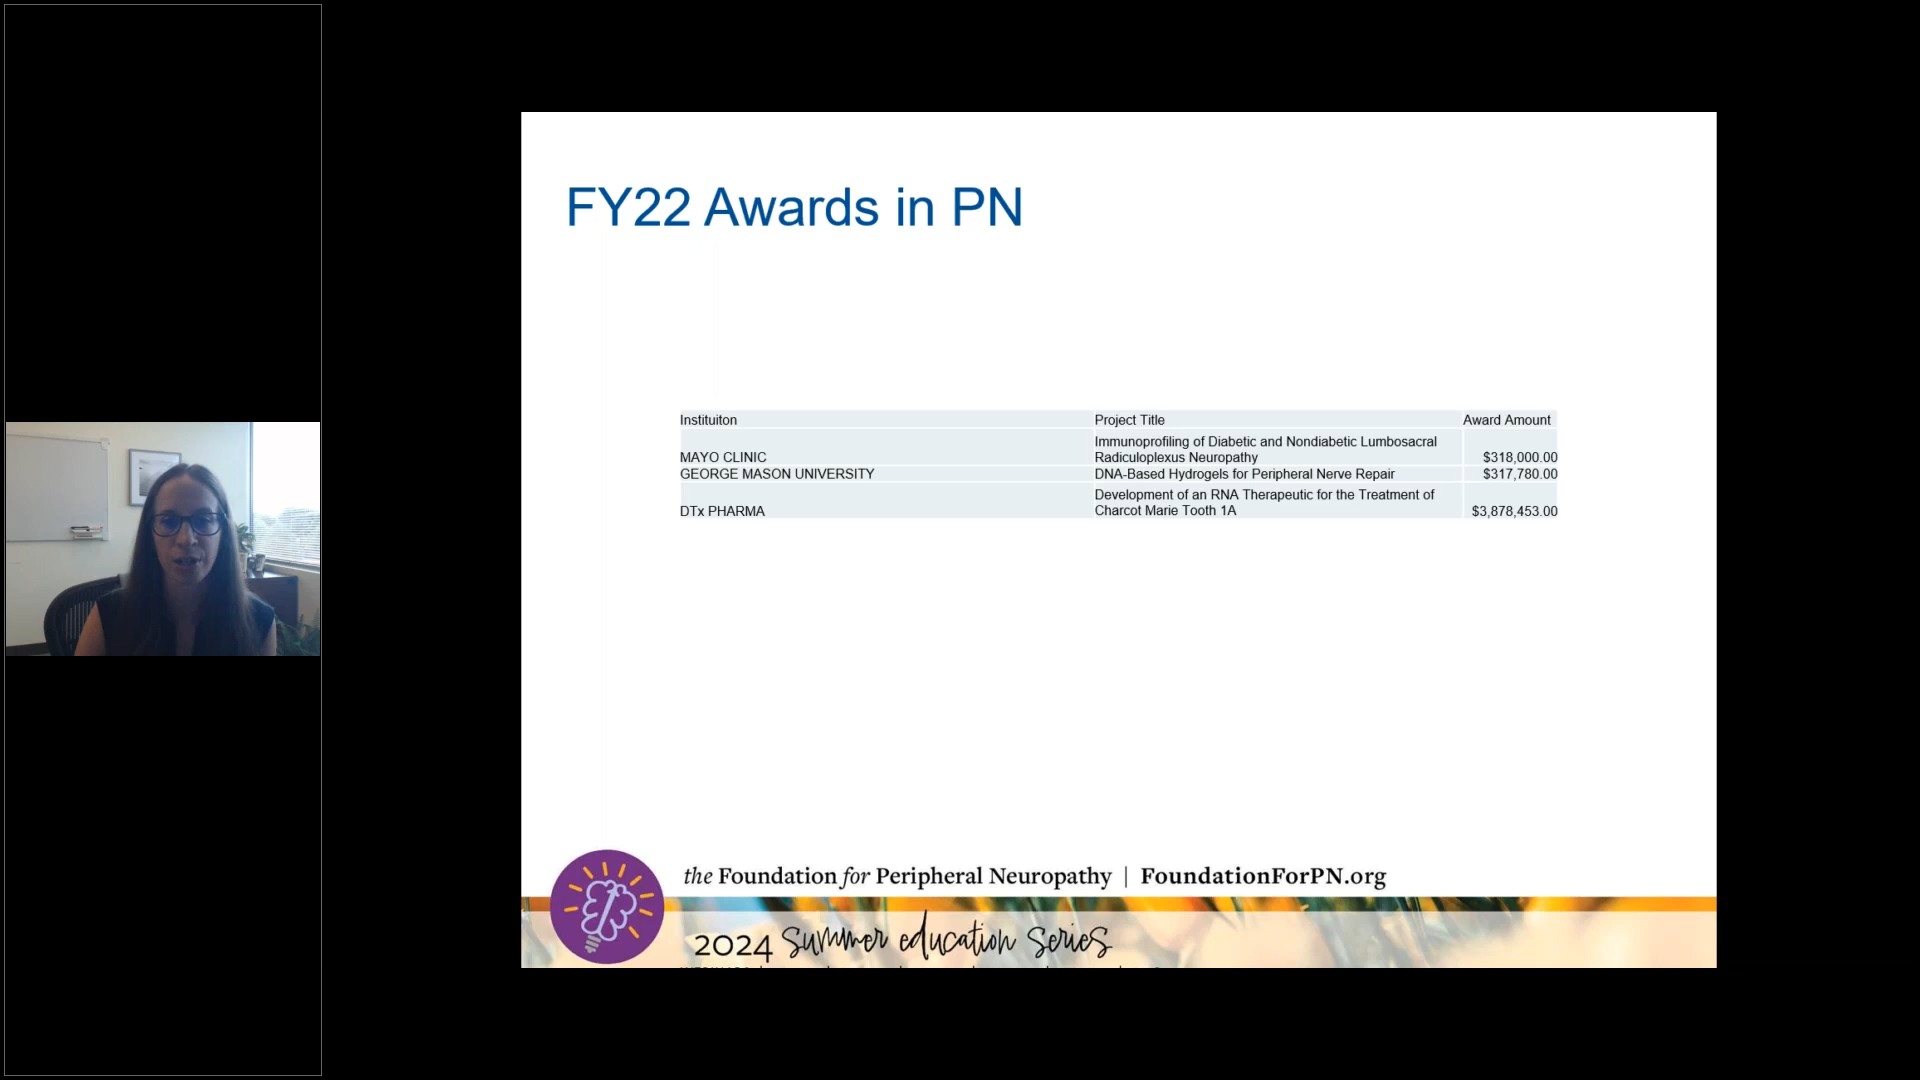 FY22 Awards in PN
Instituiton Project Title Award Amount
Immunoprofiling of Diabetic and Nondiabetic Lumbosacral
MAYO CLINIC Radiculoplexus Neuropathy $318,000.00
GEORGE MASON UNIVERSITY DNA-Based Hydrogels for Peripheral Nerve Repair $317,780.00
Development of an RNA Therapeutic for the Treatment of
DTx PHARMA Charcot Marie Tooth 1A $3,878,453.00
the Foundation for Peripheral Neuropathy | FoundationForPN.org
2024 Summer education Series